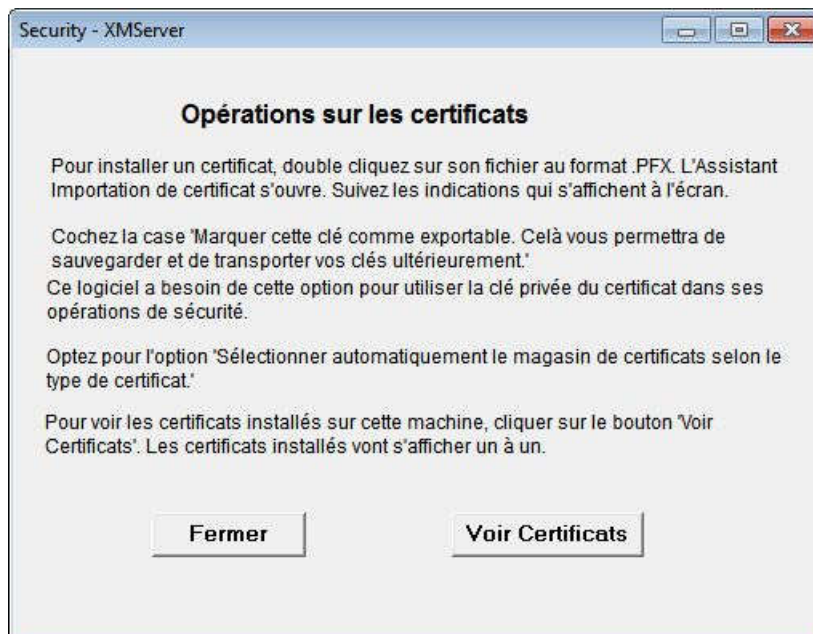 Security - XMServer
Opérations sur les certificats
Pour installer un certificat, double cliquez sur son fichier au format .PFX. L'Assistant
Importation de certificat s'ouvre. Suivez les indications qui s'affichent à l'écran.
Cochez la case 'Marquer cette clé comme exportable. Celà vous permettra de
sauvegarder et de transporter vos clés ultérieurement.'
Ce logiciel a besoin de cette option pour utiliser la clé privée du certificat dans ses
opérations de sécurité.
Optez pour l'option 'Sélectionner automatiquement le magasin de certificats selon le
type de certificat.'
Pour voir les certificats installés sur cette machine, cliquer sur le bouton 'Voir
Certificats'. Les certificats installés vont s'afficher un à un.
Fermer
Voir Certificats